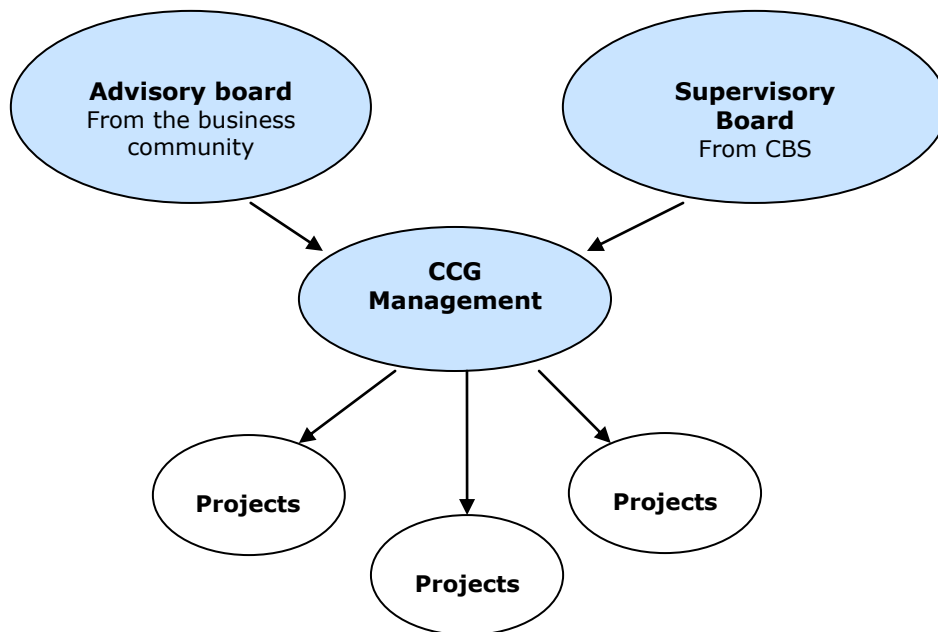 Advisory board
From the business
community
Supervisory
Board
From CBS
CCG
Management
Projects
Projects
Projects